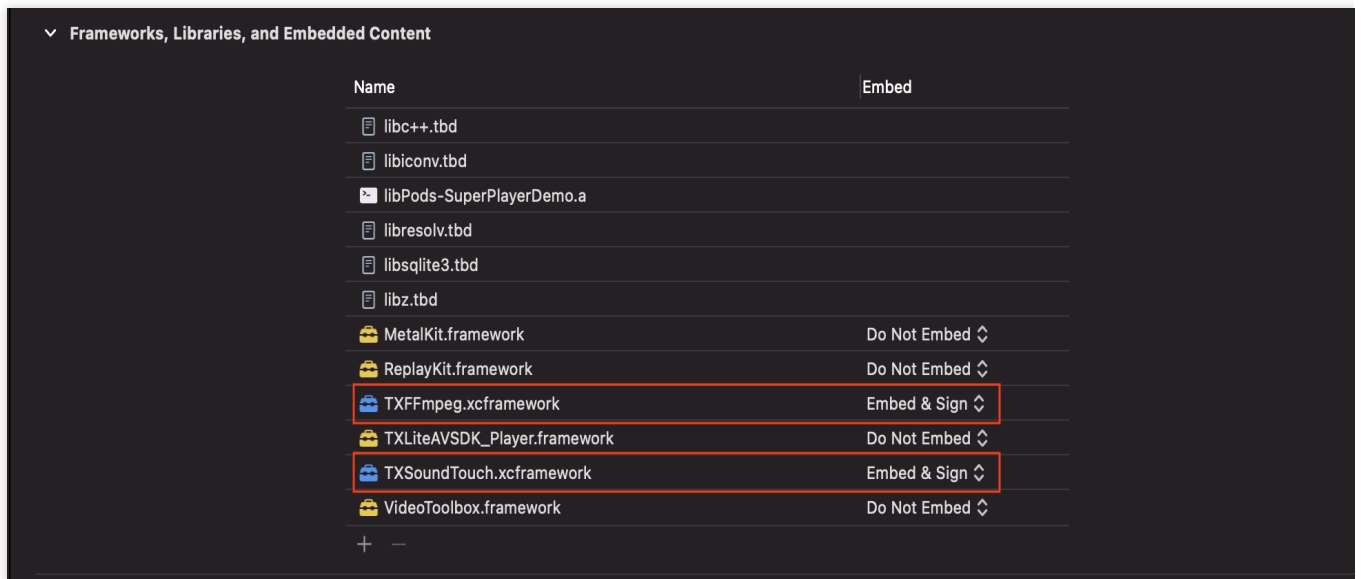 Frameworks, Libraries, and Embedded Content
Name Embed
libc++.tbd
libiconv.tbd
libPods-SuperPlayerDemo.a
libresolv.tbd
libsqlite3.tbd
libz.tbd
MetalKit.framework Do Not Embed
ReplayKit.framework Do Not Embed
TXFFmpeg.xcframework Embed & Sign
TXLiteAVSDK_Player.framework Do Not Embed
TXSoundTouch.xcframework Embed & Sign
VideoToolbox.framework Do Not Embed